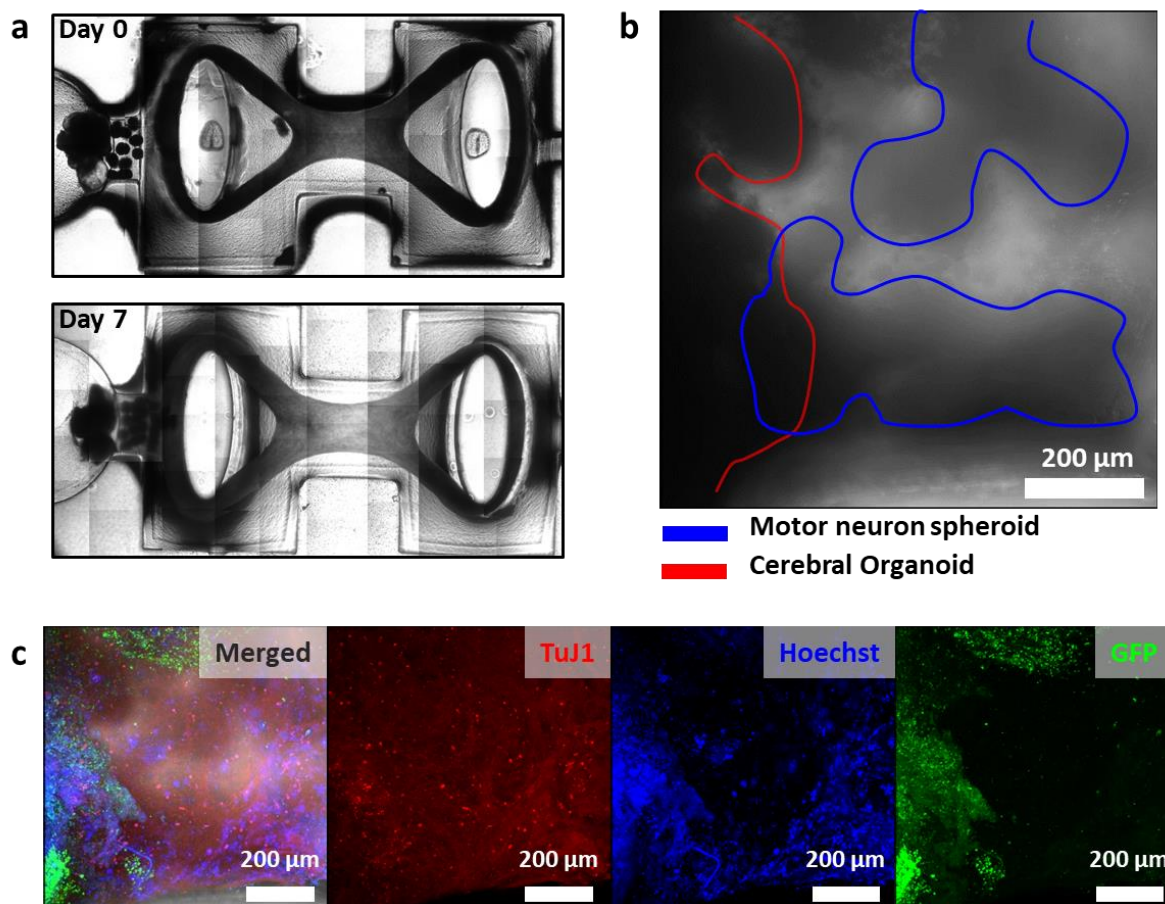 a
Day 0
Day 7
b
200 µm
Motor neuron spheroid
Cerebral Organoid
c
Merged
TuJ1
Hoechst
GFP
200 µm
200 µm
200 µm
200 µm